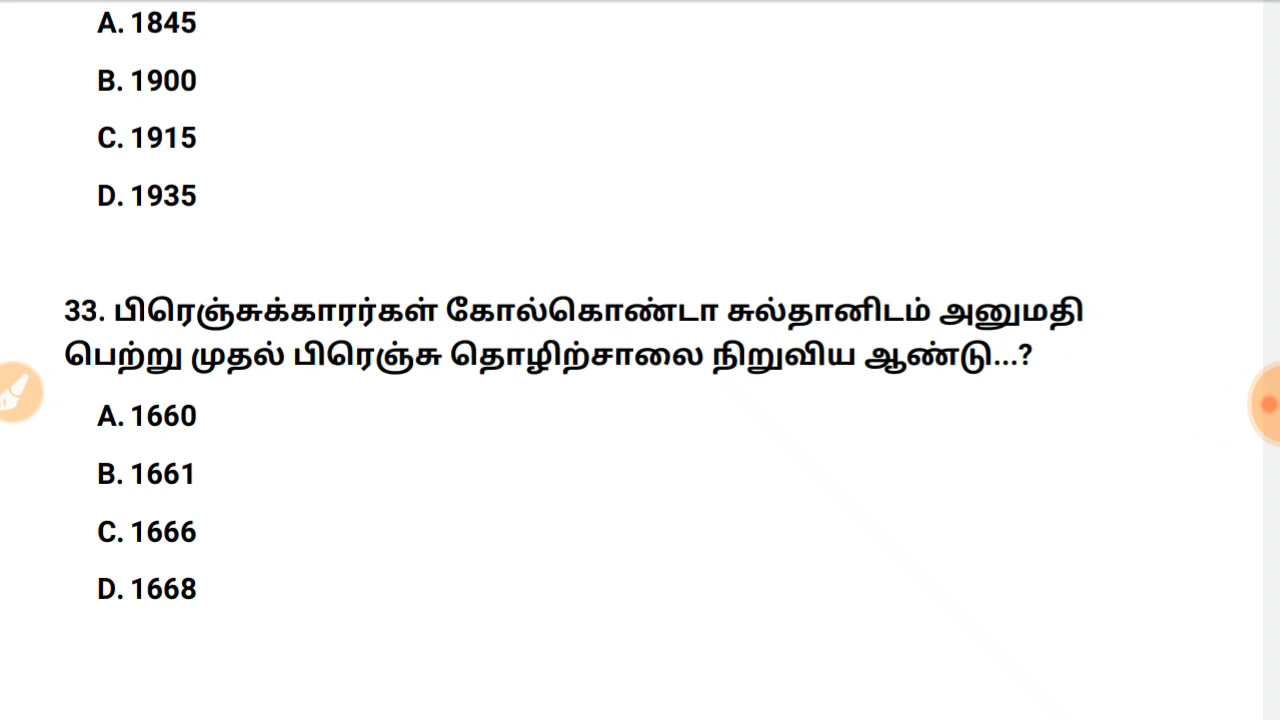 A. 1845
B. 1900
C. 1915
D. 1935
33. பிரெஞ்சுக்காரர்கள் கோல்கொண்டா சுல்தானிடம் அனுமதி
பெற்று முதல் பிரெஞ்சு தொழிற்சாலை நிறுவிய ஆண்டு...?
A. 1660
B. 1661
C. 1666
D. 1668